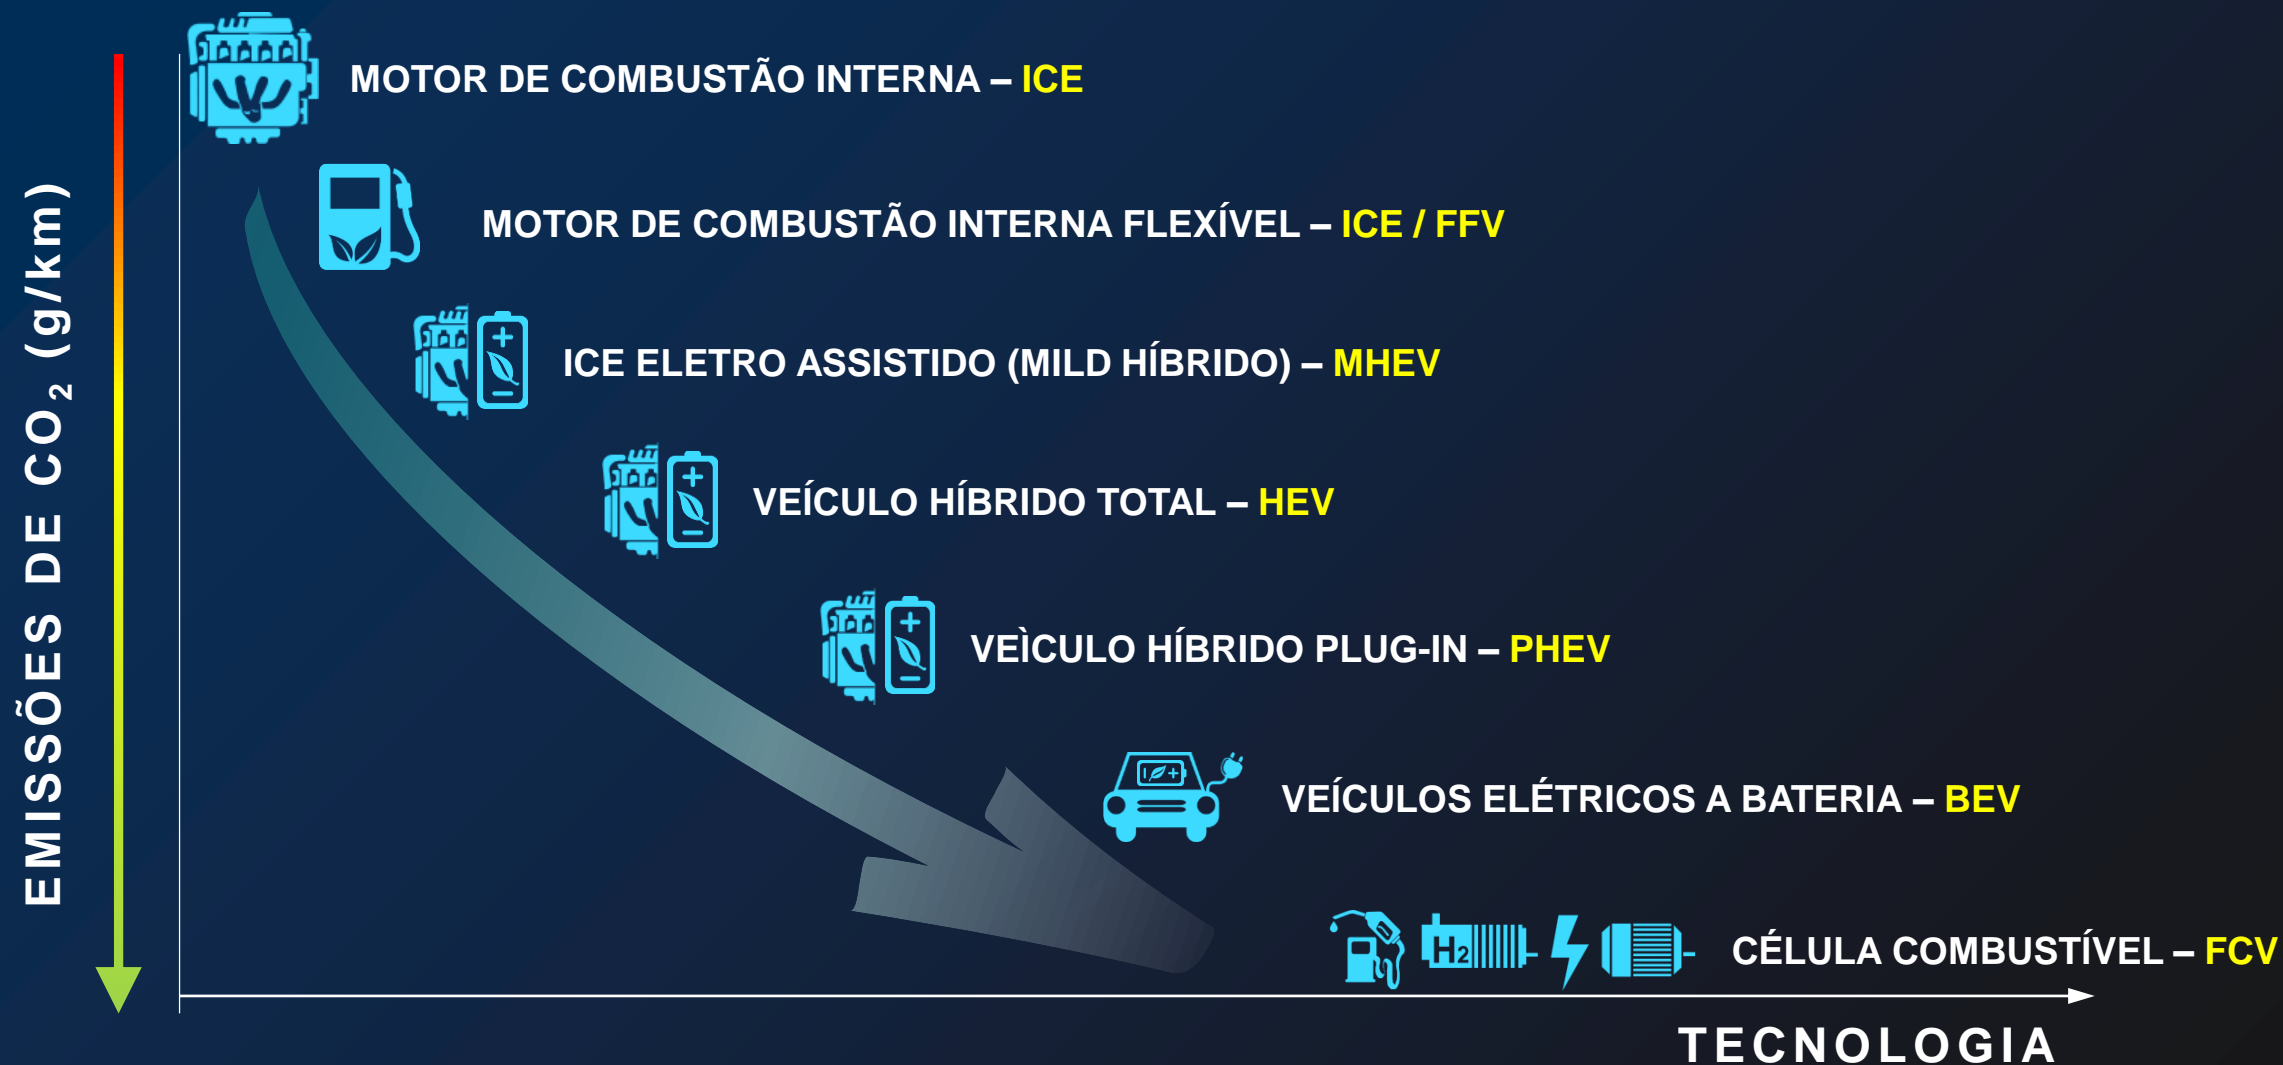 MOTOR DE COMBUSTÃO INTERNA – ICE
MOTOR DE COMBUSTÃO INTERNA FLEXÍVEL – ICE / FFV
ICE ELETRO ASSISTIDO (MILD HÍBRIDO) – MHEV
VEÍCULO HÍBRIDO TOTAL – HEV
VEÌCULO HÍBRIDO PLUG-IN – PHEV
VEÍCULOS ELÉTRICOS A BATERIA – BEV
H₂
CÉLULA COMBUSTÍVEL – FCV
EMISSÕES DE CO₂ (g/km)
TECNOLOGIA